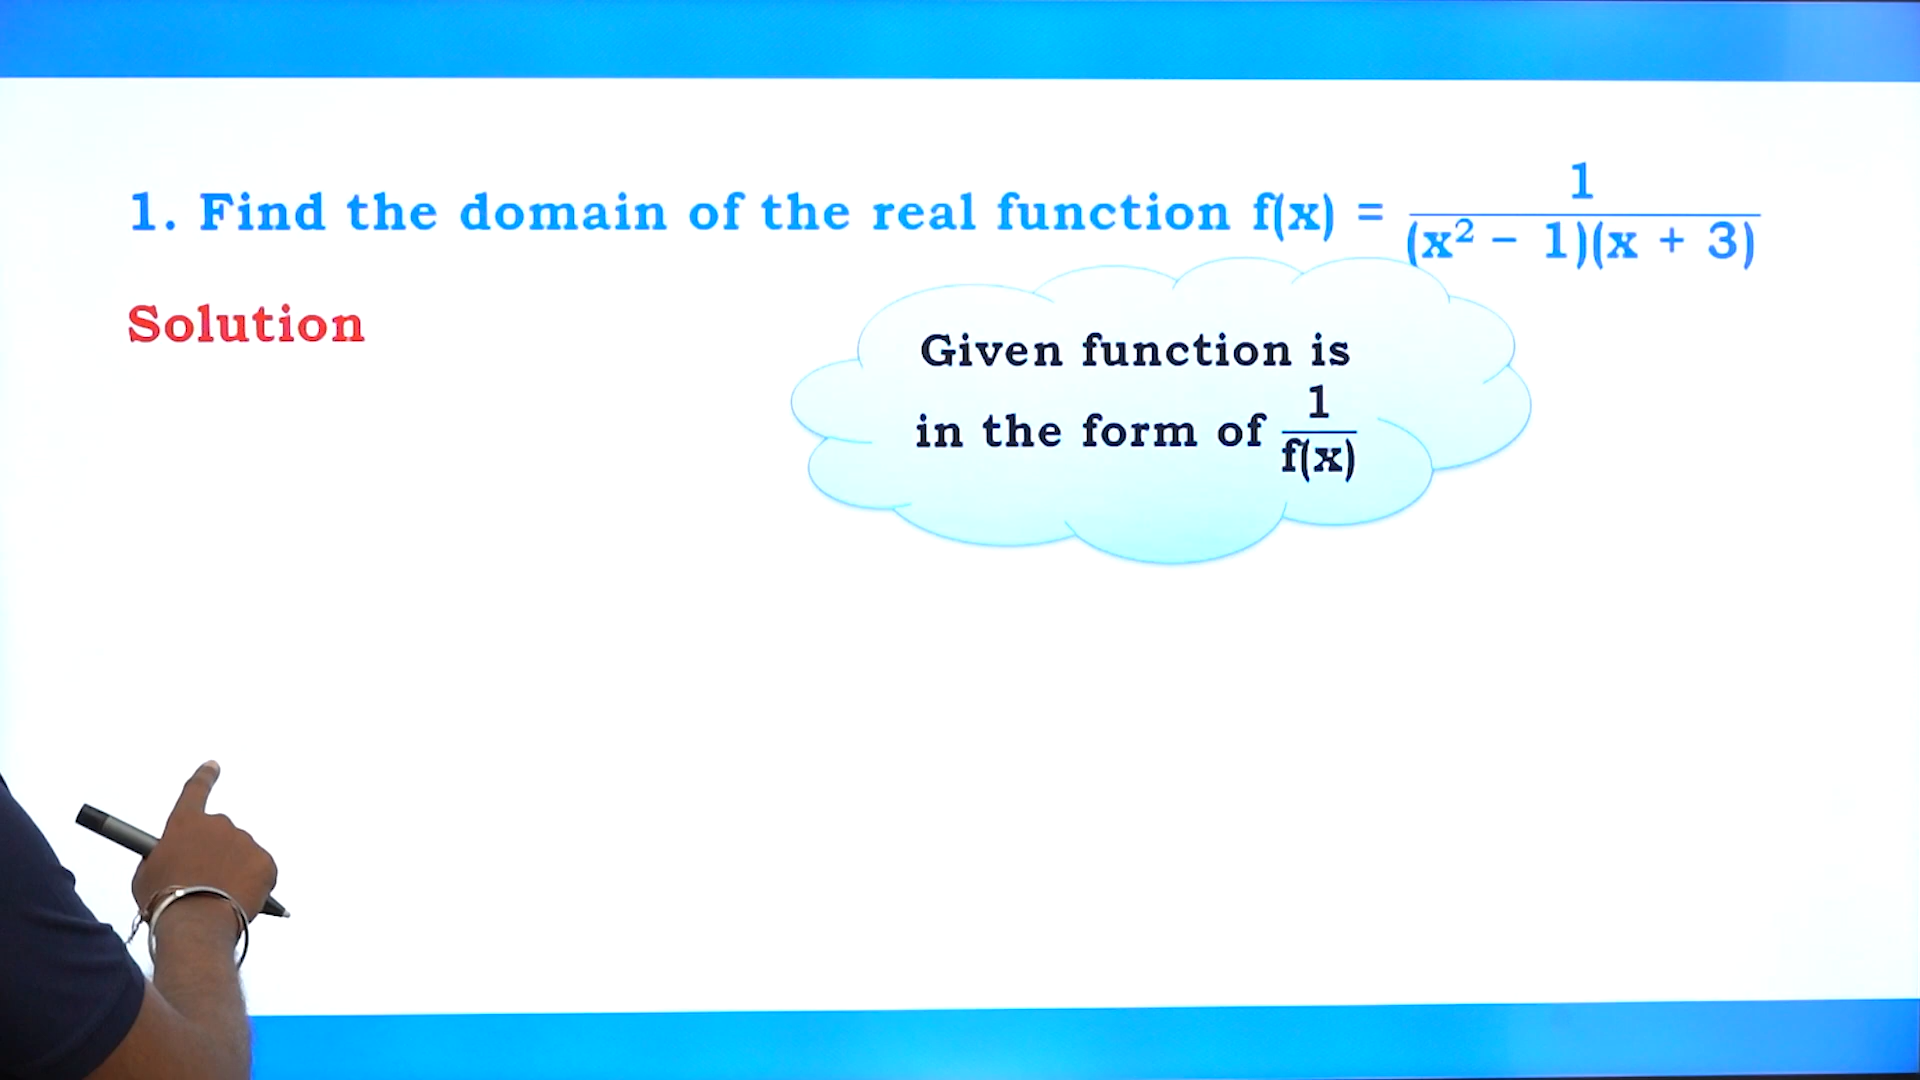 1. Find the domain of the real function f(x) = 1/((x² – 1)(x + 3))
Solution
Given function is
in the form of 1/f(x)